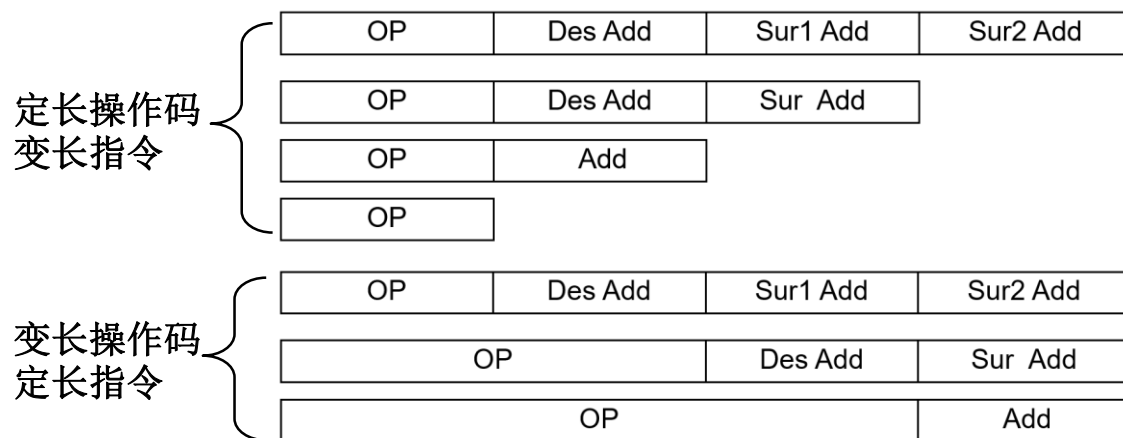 OP Des Add Sur1 Add Sur2 Add
定长操作码
变长指令
OP Des Add Sur Add
OP Add
OP
变长操作码
定长指令
OP Des Add Sur1 Add Sur2 Add
OP Des Add Sur Add
OP Add